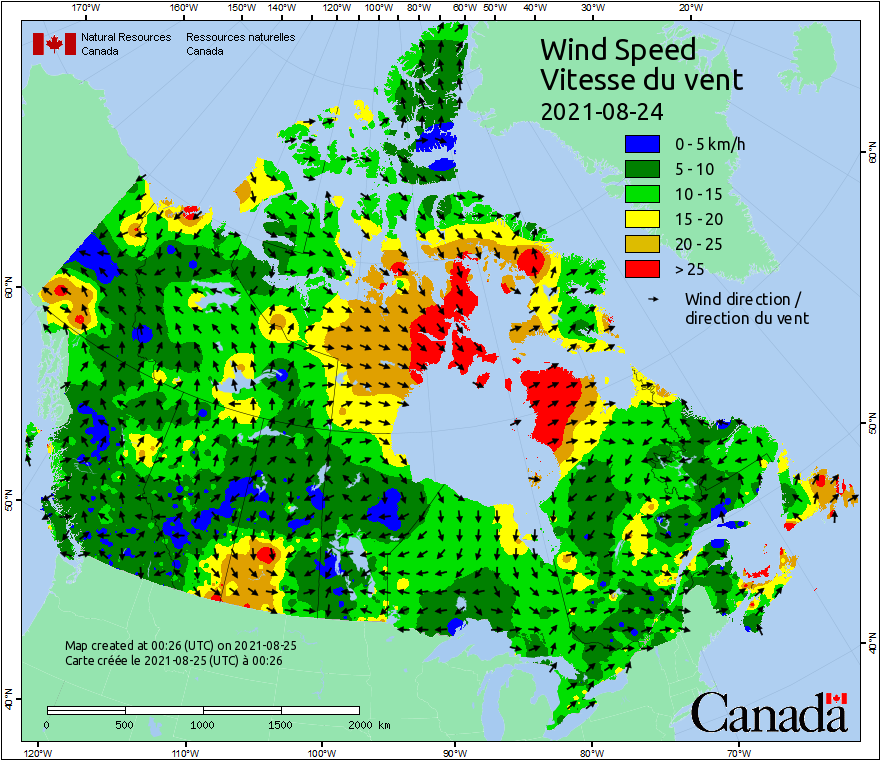 170°W 160°W 150°W 140°W 130°W 120°W 110°W 100°W 90°W 80°W 70°W 60°W 50°W 40°W 30°W 20°W
Natural Resources Ressources naturelles
Canada Canada
Wind Speed
Vitesse du vent
2021-08-24
0 - 5 km/h
5 - 10
10 - 15
15 - 20
20 - 25
> 25
Wind direction /
direction du vent
60°N
60°N
50°N
50°N
40°N
40°N
Map created at 00:26 (UTC) on 2021-08-25
Carte créée le 2021-08-25 (UTC) à 00:26
0 500 1000 1500 2000 km
Canada
120°W 110°W 100°W 90°W 80°W 70°W